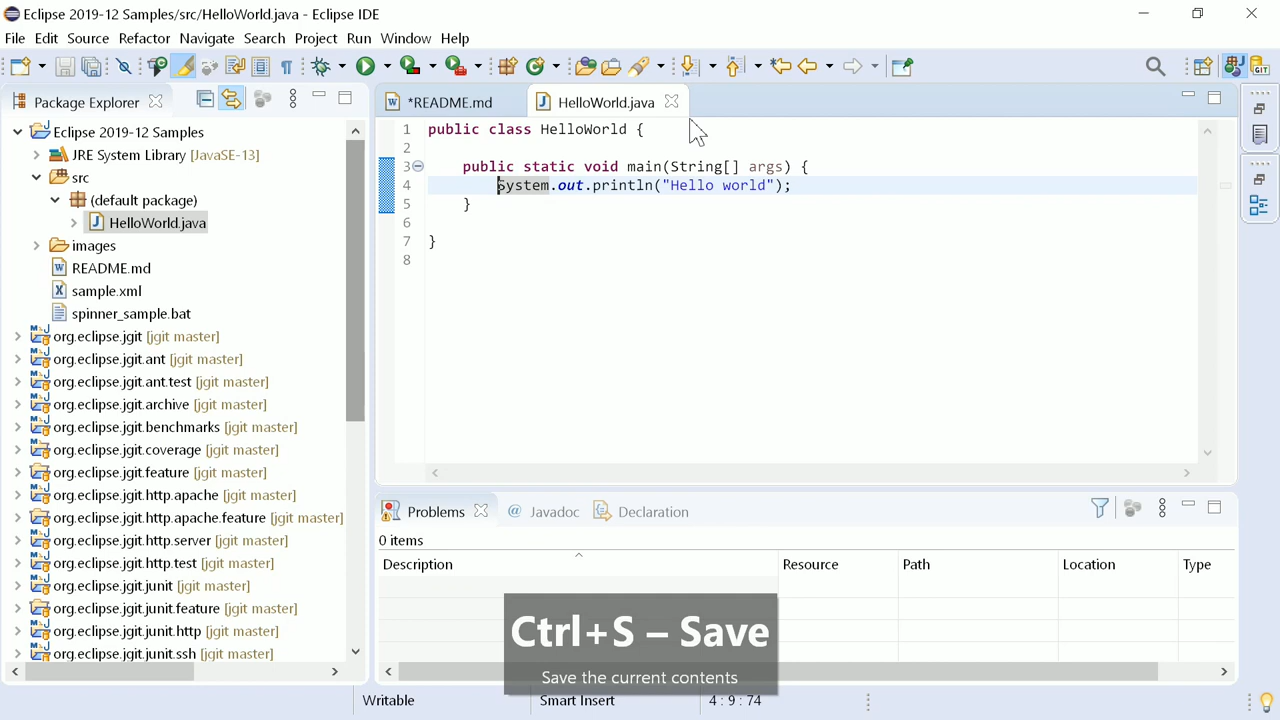 Eclipse 2019-12 Samples/src/HelloWorld.java - Eclipse IDE
File Edit Source Refactor Navigate Search Project Run Window Help
Package Explorer
*README.md
HelloWorld.java
Eclipse 2019-12 Samples
JRE System Library [JavaSE-13]
src
(default package)
HelloWorld.java
images
README.md
sample.xml
spinner_sample.bat
org.eclipse.jgit [jgit master]
org.eclipse.jgit.ant [jgit master]
org.eclipse.jgit.ant.test [jgit master]
org.eclipse.jgit.archive [jgit master]
org.eclipse.jgit.benchmarks [jgit master]
org.eclipse.jgit.coverage [jgit master]
org.eclipse.jgit.feature [jgit master]
org.eclipse.jgit.http.apache [jgit master]
org.eclipse.jgit.http.apache.feature [jgit master]
org.eclipse.jgit.http.server [jgit master]
org.eclipse.jgit.http.test [jgit master]
org.eclipse.jgit.junit [jgit master]
org.eclipse.jgit.junit.feature [jgit master]
org.eclipse.jgit.junit.http [jgit master]
org.eclipse.jgit.junit.ssh [jgit master]
1 public class HelloWorld {
2
3 public static void main(String[] args) {
4 System.out.println("Hello world");
5 }
6
7 }
8
Problems @ Javadoc Declaration
0 items
Description Resource Path Location Type
Ctrl+S – Save
Save the current contents
Writable Smart Insert 4 : 9 : 74